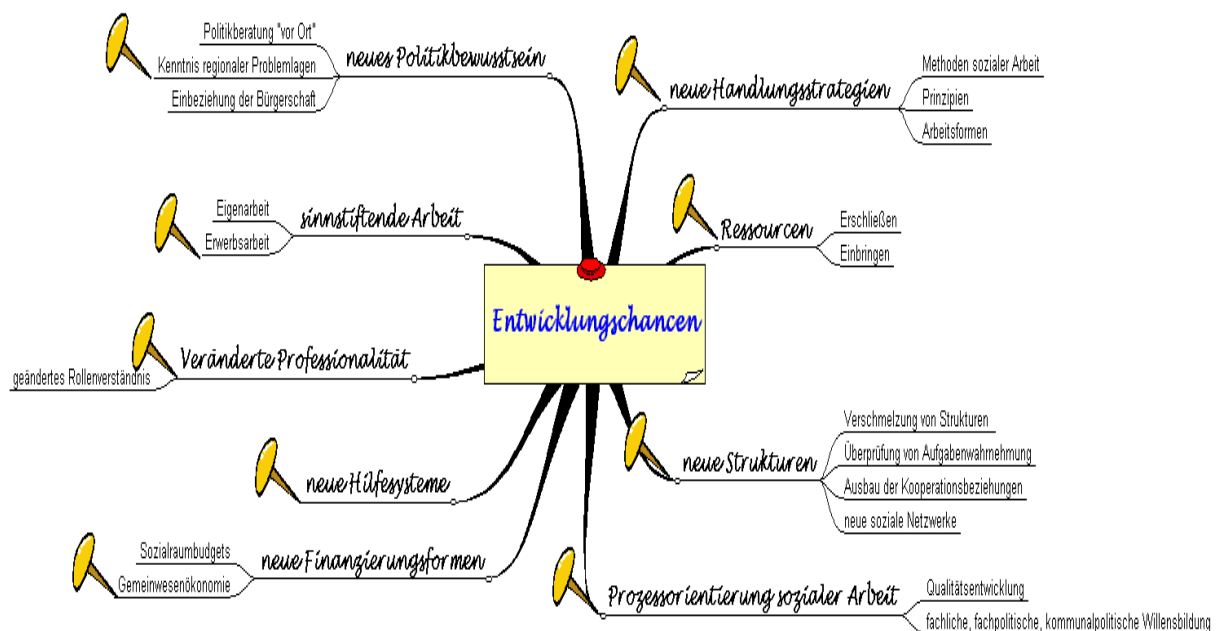 Entwicklungschancen
neues Politikbewusstsein
Politikberatung "vor Ort"
Kenntnis regionaler Problemlagen
Einbeziehung der Bürgerschaft
sinnstiftende Arbeit
Eigenarbeit
Erwerbsarbeit
Veränderte Professionalität
geändertes Rollenverständnis
neue Hilfesysteme
neue Finanzierungsformen
Sozialraumbudgets
Gemeinwesenökonomie
neue Handlungsstrategien
Methoden sozialer Arbeit
Prinzipien
Arbeitsformen
Ressourcen
Erschließen
Einbringen
neue Strukturen
Verschmelzung von Strukturen
Überprüfung von Aufgabenwahrnehmung
Ausbau der Kooperationsbeziehungen
neue soziale Netzwerke
Prozessorientierung sozialer Arbeit
Qualitätsentwicklung
fachliche, fachpolitische, kommunalpolitische Willensbildung